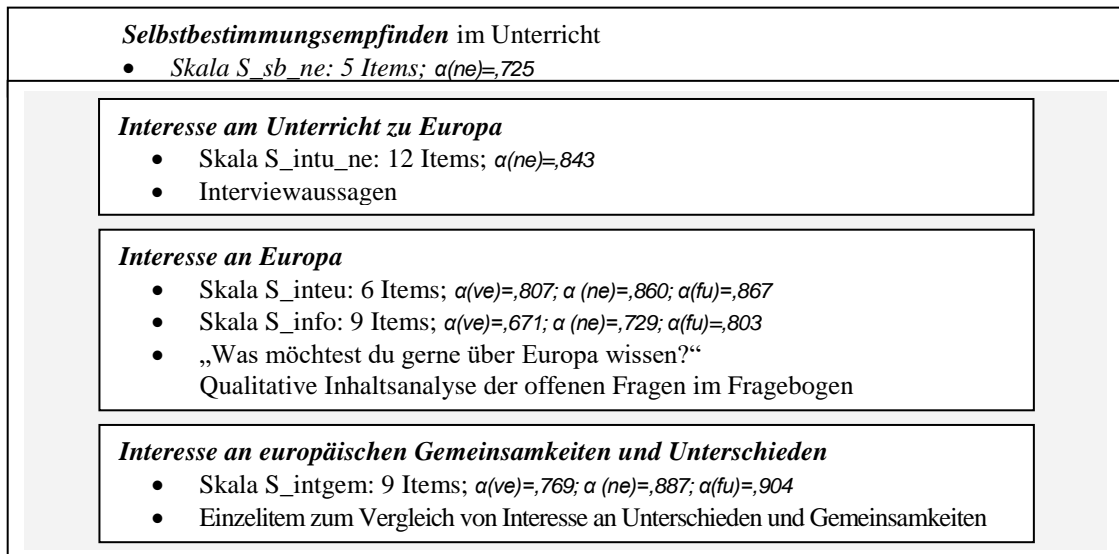 Selbstbestimmungsempfinden im Unterricht
• Skala S_sb_ne: 5 Items; α(ne)=,725
Interesse am Unterricht zu Europa
• Skala S_intu_ne: 12 Items; α(ne)=,843
• Interviewaussagen
Interesse an Europa
• Skala S_inteu: 6 Items; α(ve)=,807; α (ne)=,860; α(fu)=,867
• Skala S_info: 9 Items; α(ve)=,671; α (ne)=,729; α(fu)=,803
• „Was möchtest du gerne über Europa wissen?“
Qualitative Inhaltsanalyse der offenen Fragen im Fragebogen
Interesse an europäischen Gemeinsamkeiten und Unterschieden
• Skala S_intgem: 9 Items; α(ve)=,769; α (ne)=,887; α(fu)=,904
• Einzelitem zum Vergleich von Interesse an Unterschieden und Gemeinsamkeiten